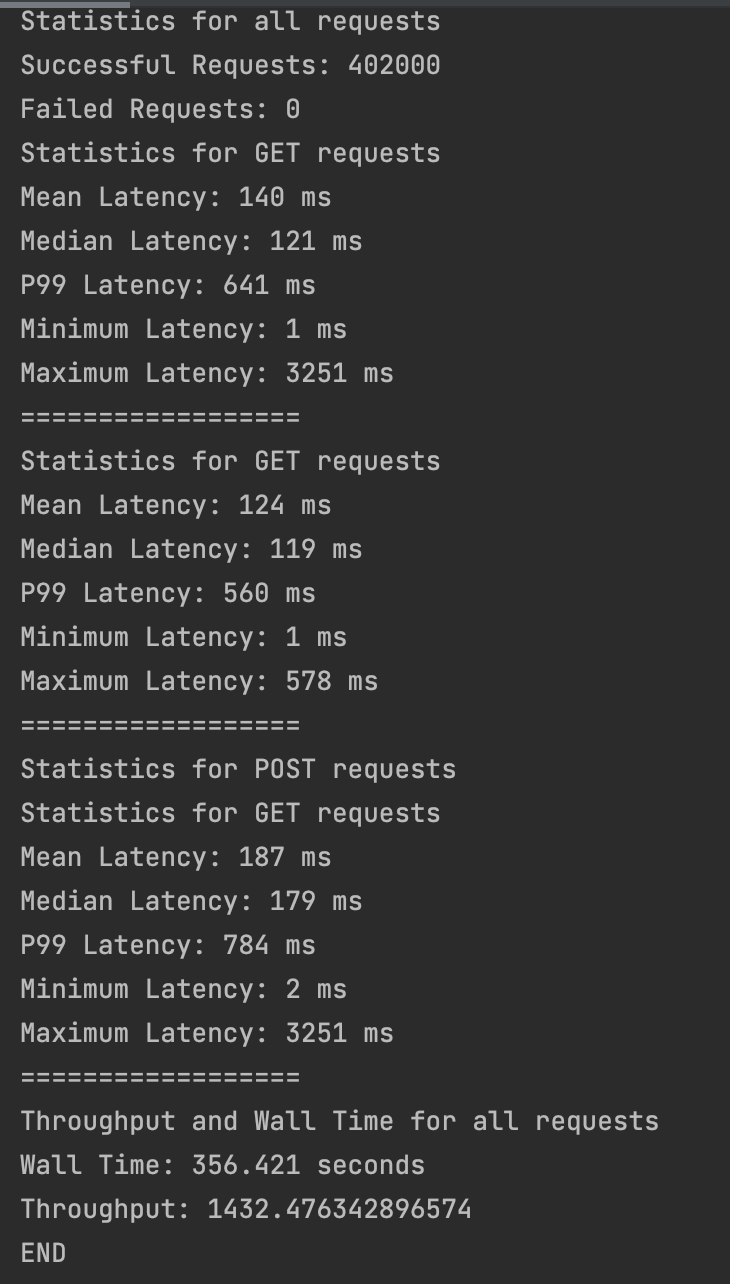 Statistics for all requests
Successful Requests: 402000
Failed Requests: 0
Statistics for GET requests
Mean Latency: 140 ms
Median Latency: 121 ms
P99 Latency: 641 ms
Minimum Latency: 1 ms
Maximum Latency: 3251 ms
==================
Statistics for GET requests
Mean Latency: 124 ms
Median Latency: 119 ms
P99 Latency: 560 ms
Minimum Latency: 1 ms
Maximum Latency: 578 ms
==================
Statistics for POST requests
Statistics for GET requests
Mean Latency: 187 ms
Median Latency: 179 ms
P99 Latency: 784 ms
Minimum Latency: 2 ms
Maximum Latency: 3251 ms
==================
Throughput and Wall Time for all requests
Wall Time: 356.421 seconds
Throughput: 1432.476342896574
END